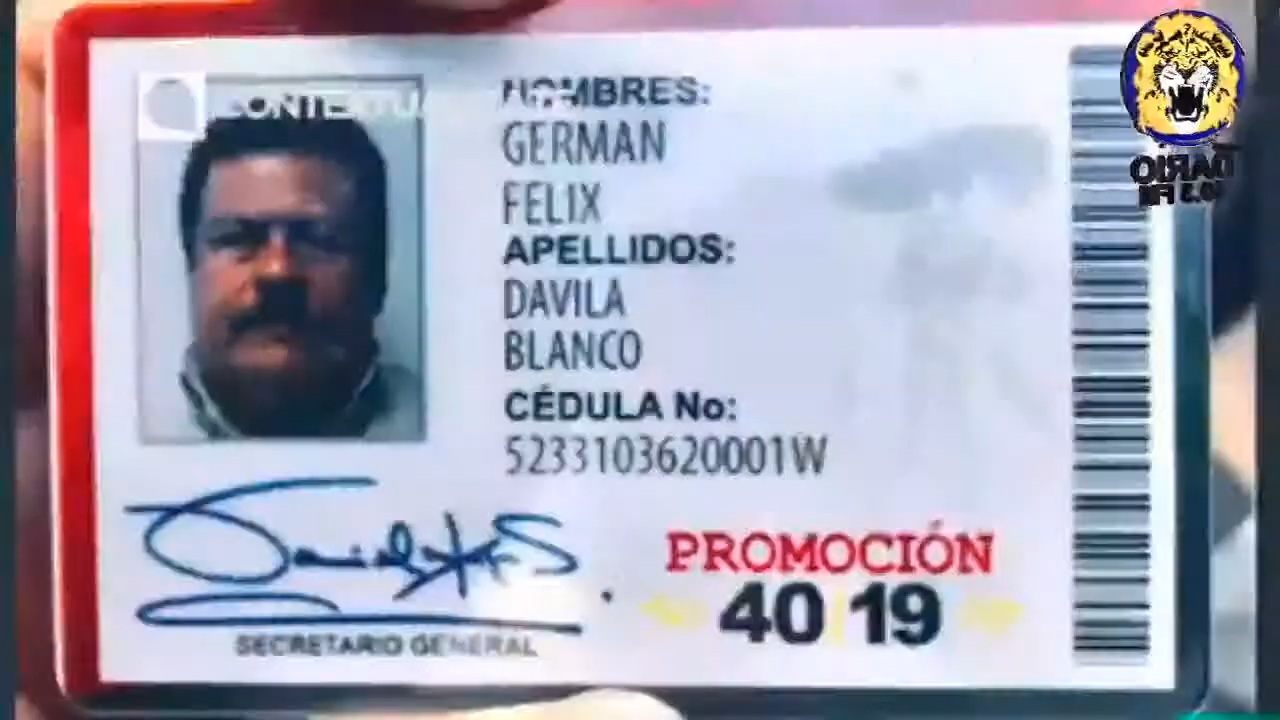 NOMBRES:
GERMAN
FELIX
APELLIDOS:
DAVILA
BLANCO
CÉDULA No:
5233103620001W
PROMOCIÓN
40 19
SECRETARIO GENERAL